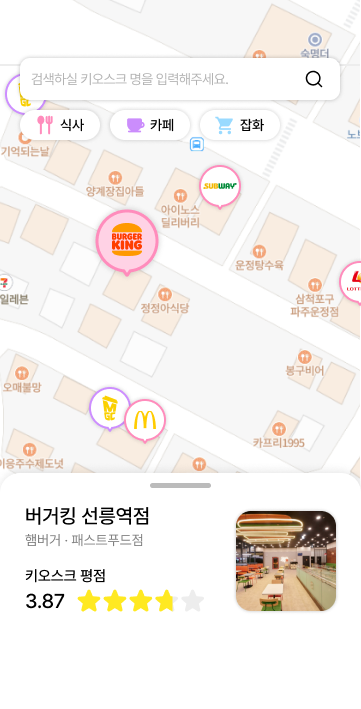 숙명더
검색하실 키오스크 명을 입력해주세요.
식사
카페
잡화
기억되는날
양계장집아들
SUBWAY
아이노스
딜리버리
BURGER
KING
운정탕수육
7
일레븐
정정아식당
삼척포구
파주운정점
봉구비어
오매불망
M
GC
카프리1995
이응주수제도넛
버거킹 선릉역점
햄버거 · 패스트푸드점
키오스크 평점
3.87